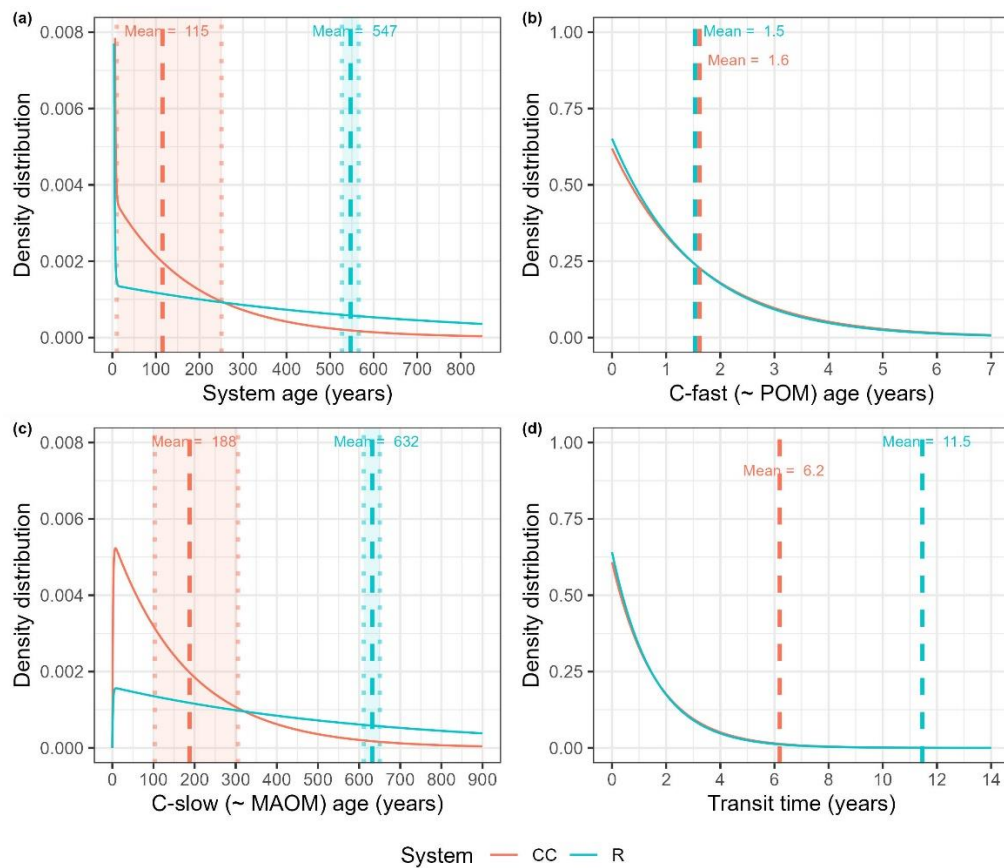 (a)
Mean = 115
Mean = 547
0.008
0.006
0.004
0.002
0.000
Density distribution
0 100 200 300 400 500 600 700 800
System age (years)
(b)
Mean = 1.5
Mean = 1.6
1.00
0.75
0.50
0.25
0.00
Density distribution
0 1 2 3 4 5 6 7
C-fast (~ POM) age (years)
(c)
Mean = 188
Mean = 632
0.008
0.006
0.004
0.002
0.000
Density distribution
0 100 200 300 400 500 600 700 800 900
C-slow (~ MAOM) age (years)
(d)
Mean = 11.5
Mean = 6.2
1.00
0.75
0.50
0.25
0.00
Density distribution
0 2 4 6 8 10 12 14
Transit time (years)
System CC R